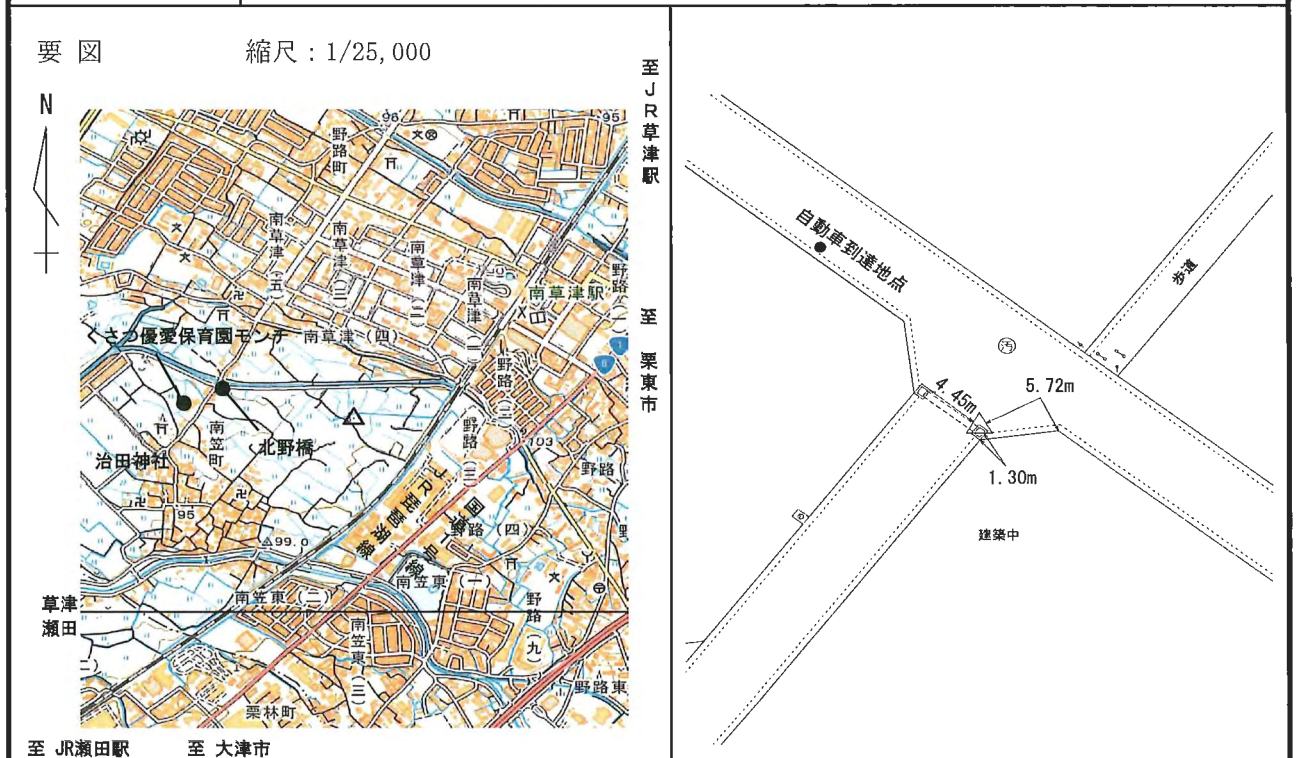 要 図 縮尺：1/25,000
N
至JR草津駅
至 栗東市
野路町
96
95
南草津(五)
南草津(三)
南草津(二)
南草津駅
野路(一)
くさつ優愛保育園モンチ
南草津(四)
1
北野橋
南笠町
治田神社
103
野路
JR琵琶湖線
野路(四)
95
99.0
南笠東(一)
南笠東(二)
南笠東(三)
野路(九)
野路東
栗林町
草津
瀬田
至 JR瀬田駅 至 大津市
自動車到達地点
歩道
汚
4.45m
5.72m
1.30m
建築中